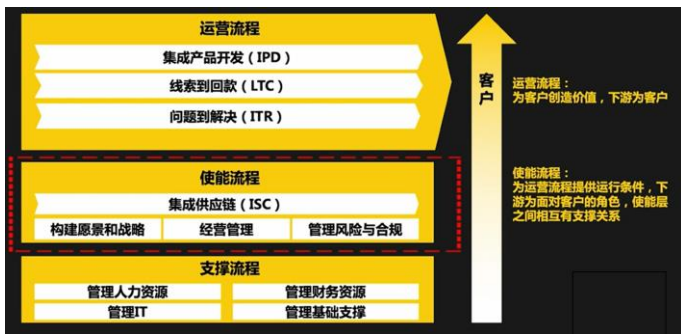 运营流程
集成产品开发（IPD）
线索到回款（LTC）
问题到解决（ITR）
使能流程
集成供应链（ISC）
构建愿景和战略
经营管理
管理风险与合规
支撑流程
管理人力资源
管理财务资源
管理IT
管理基础支撑
客户
运营流程：
为客户创造价值，下游为客户
使能流程：
为运营流程提供运行条件，下
游为面对客户的角色，使能层
之间相互有支撑关系